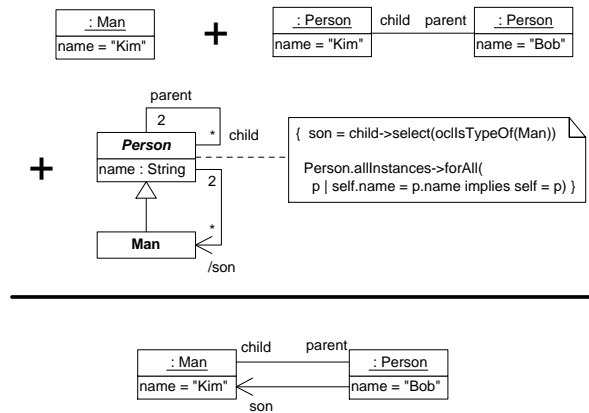 : Man
name = "Kim"
+
: Person
name = "Kim"
child parent
: Person
name = "Bob"
+
parent
2
* child
Person
name : String
2
*
Man
/son
{ son = child->select(oclIsTypeOf(Man))
Person.allInstances->forAll(
p | self.name = p.name implies self = p) }
child parent
: Man
name = "Kim"
: Person
name = "Bob"
son